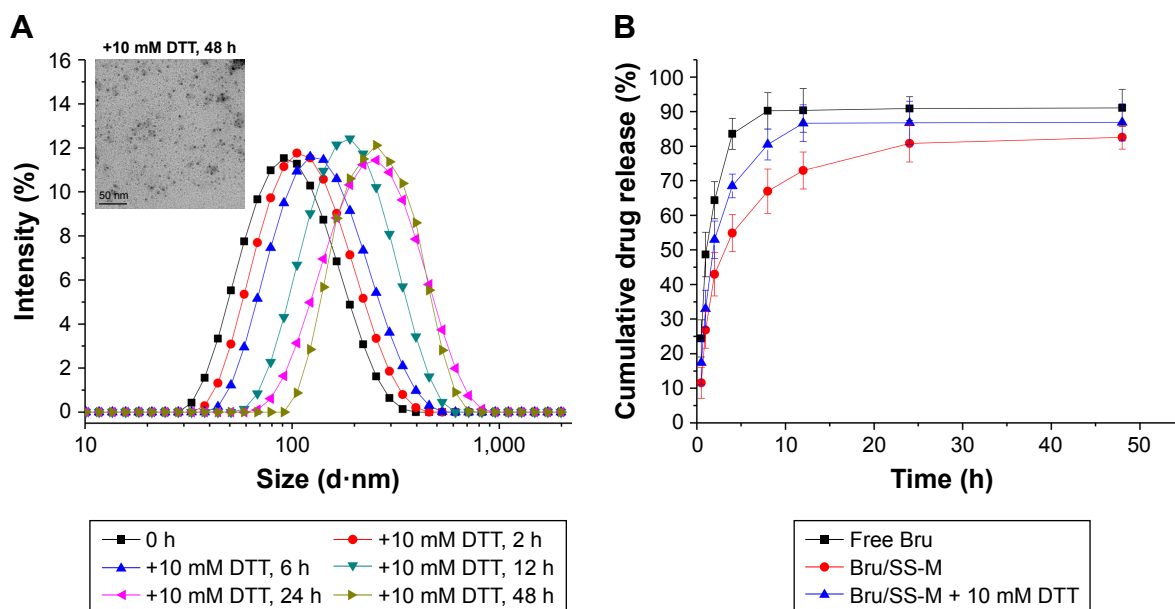 A
+10 mM DTT, 48 h
50 nm
16
14
12
10
8
6
4
2
0
Intensity (%)
10 100 1,000
Size (d·nm)
0 h +10 mM DTT, 2 h
+10 mM DTT, 6 h +10 mM DTT, 12 h
+10 mM DTT, 24 h +10 mM DTT, 48 h
B
100
90
80
70
60
50
40
30
20
10
0
Cumulative drug release (%)
0 10 20 30 40 50
Time (h)
Free Bru
Bru/SS-M
Bru/SS-M + 10 mM DTT